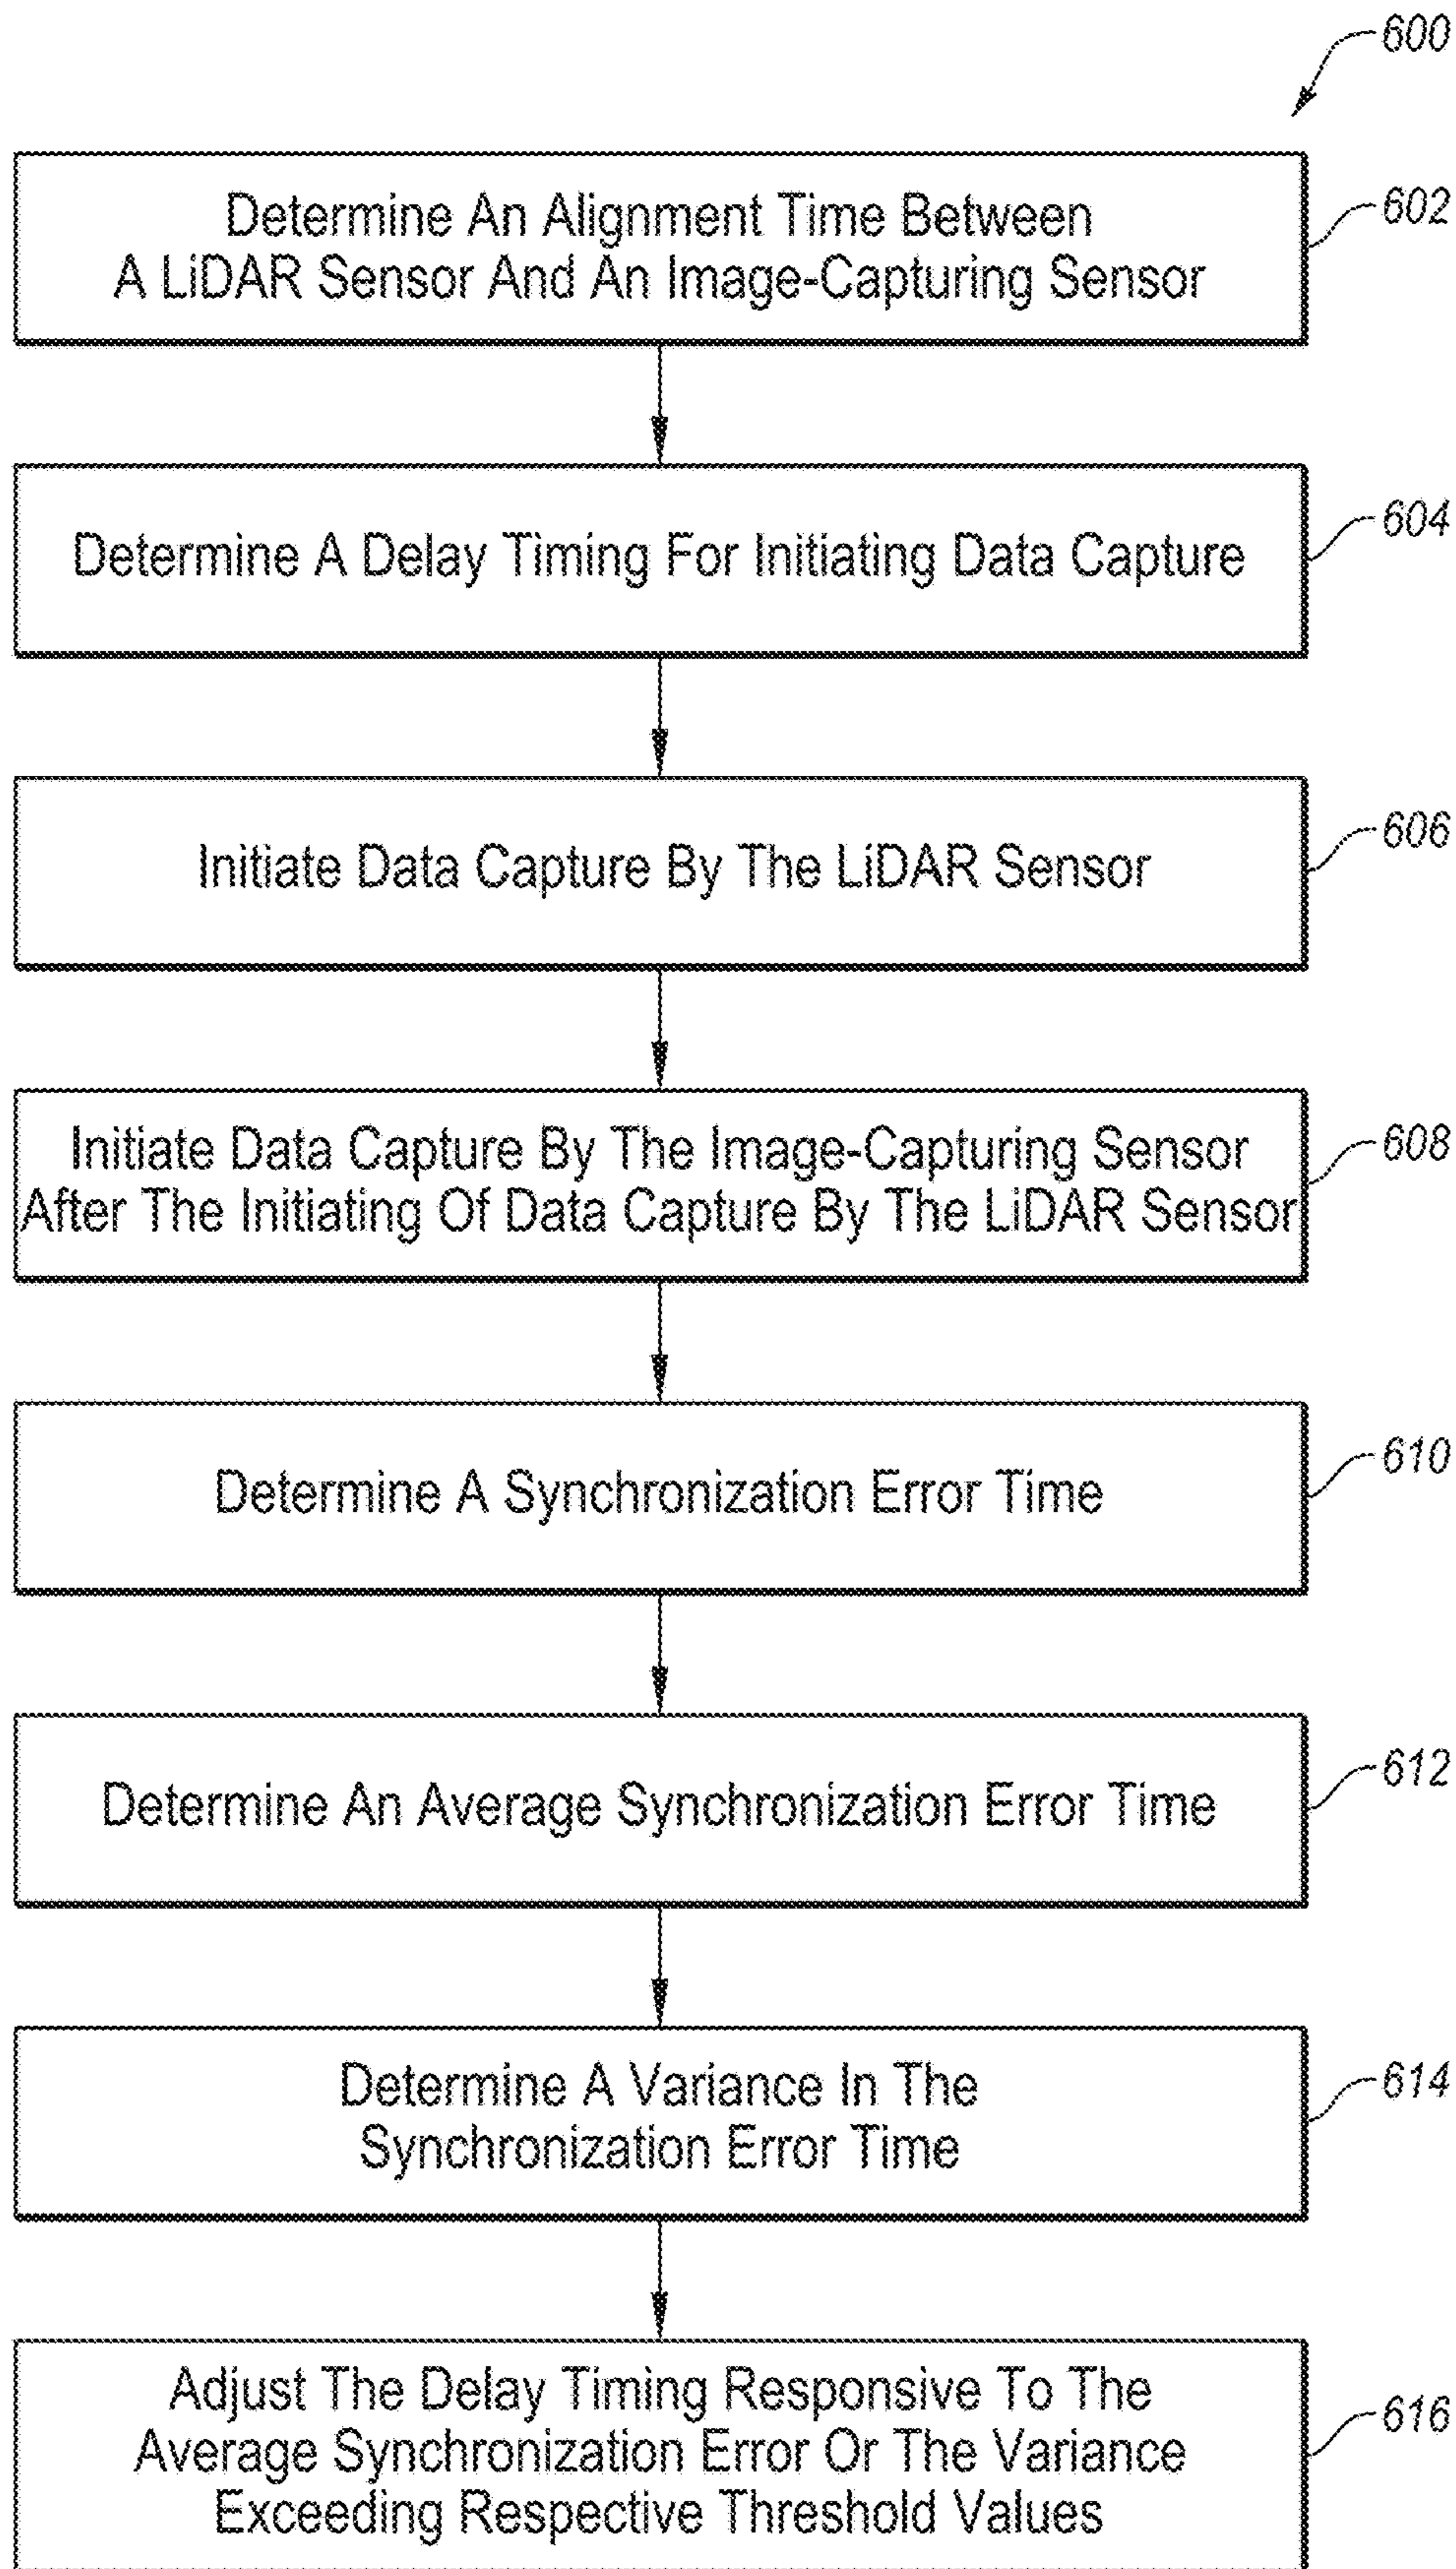 600
Determine An Alignment Time Between
A LiDAR Sensor And An Image-Capturing Sensor
602
Determine A Delay Timing For Initiating Data Capture
604
Initiate Data Capture By The LiDAR Sensor
606
Initiate Data Capture By The Image-Capturing Sensor
After The Initiating Of Data Capture By The LiDAR Sensor
608
Determine A Synchronization Error Time
610
Determine An Average Synchronization Error Time
612
Determine A Variance In The
Synchronization Error Time
614
Adjust The Delay Timing Responsive To The
Average Synchronization Error Or The Variance
Exceeding Respective Threshold Values
616